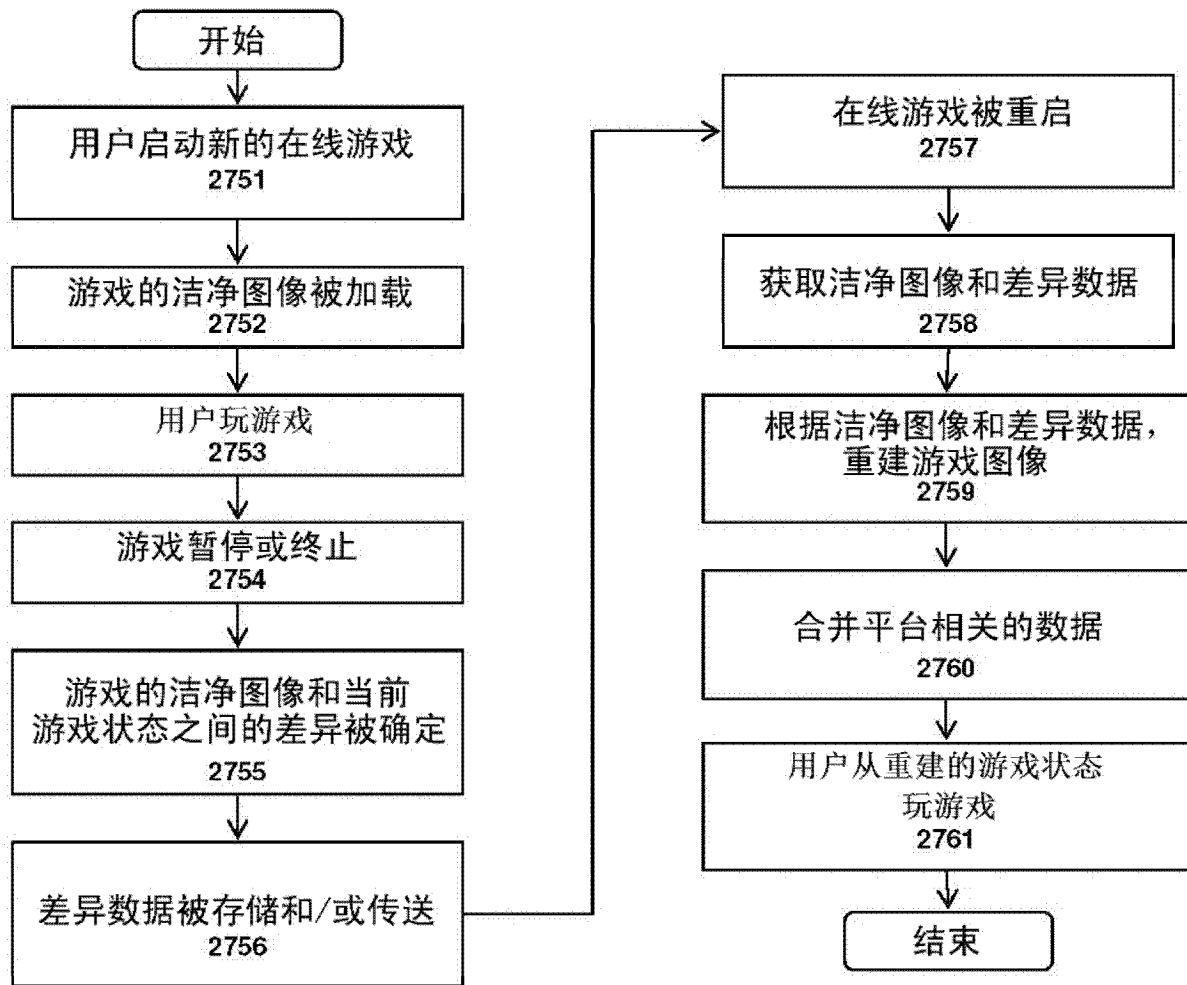 开始
用户启动新的在线游戏
2751
游戏的洁净图像被加载
2752
用户玩游戏
2753
游戏暂停或终止
2754
游戏的洁净图像和当前
游戏状态之间的差异被确定
2755
差异数据被存储和/或传送
2756
在线游戏被重启
2757
获取洁净图像和差异数据
2758
根据洁净图像和差异数据，
重建游戏图像
2759
合并平台相关的数据
2760
用户从重建的游戏状态
玩游戏
2761
结束